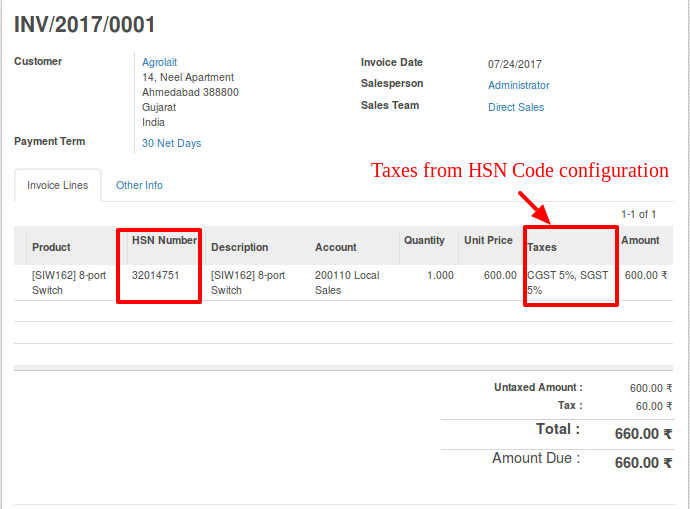 INV/2017/0001
Customer
Agrolait
14, Neel Apartment
Ahmedabad 388800
Gujarat
India
Invoice Date
07/24/2017
Salesperson
Administrator
Sales Team
Direct Sales
Payment Term
30 Net Days
Taxes from HSN Code configuration
Invoice Lines
Other Info
1-1 of 1
Product
HSN Number
Description
Account
Quantity
Unit Price
Taxes
Amount
[SIW162] 8-port
Switch
32014751
[SIW162] 8-port
Switch
200110 Local
Sales
1.000
600.00
CGST 5%, SGST
5%
600.00 ₹
Untaxed Amount : 600.00 ₹
Tax : 60.00 ₹
Total : 660.00 ₹
Amount Due : 660.00 ₹